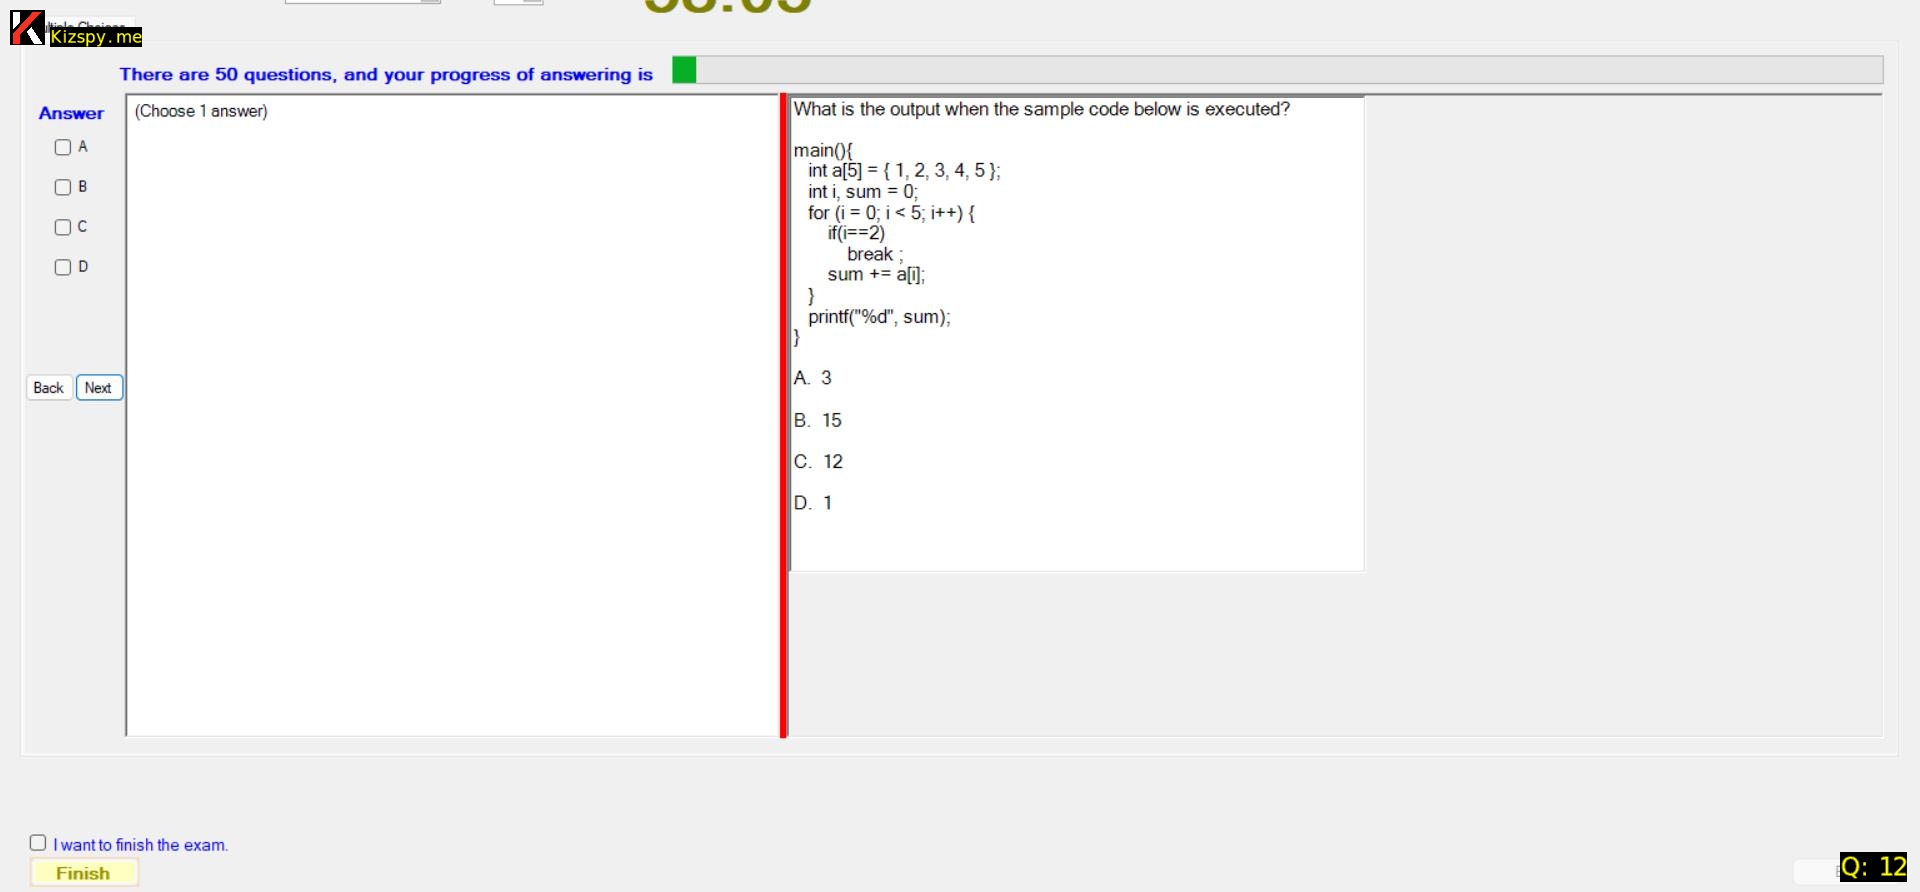 Kizspy.me
There are 50 questions, and your progress of answering is
Answer
(Choose 1 answer)
A
B
C
D
Back
Next
What is the output when the sample code below is executed?
main(){
int a[5] = { 1, 2, 3, 4, 5 };
int i, sum = 0;
for (i = 0; i < 5; i++) {
if(i==2)
break ;
sum += a[i];
}
printf("%d", sum);
}
A. 3
B. 15
C. 12
D. 1
I want to finish the exam.
Finish
Q: 12